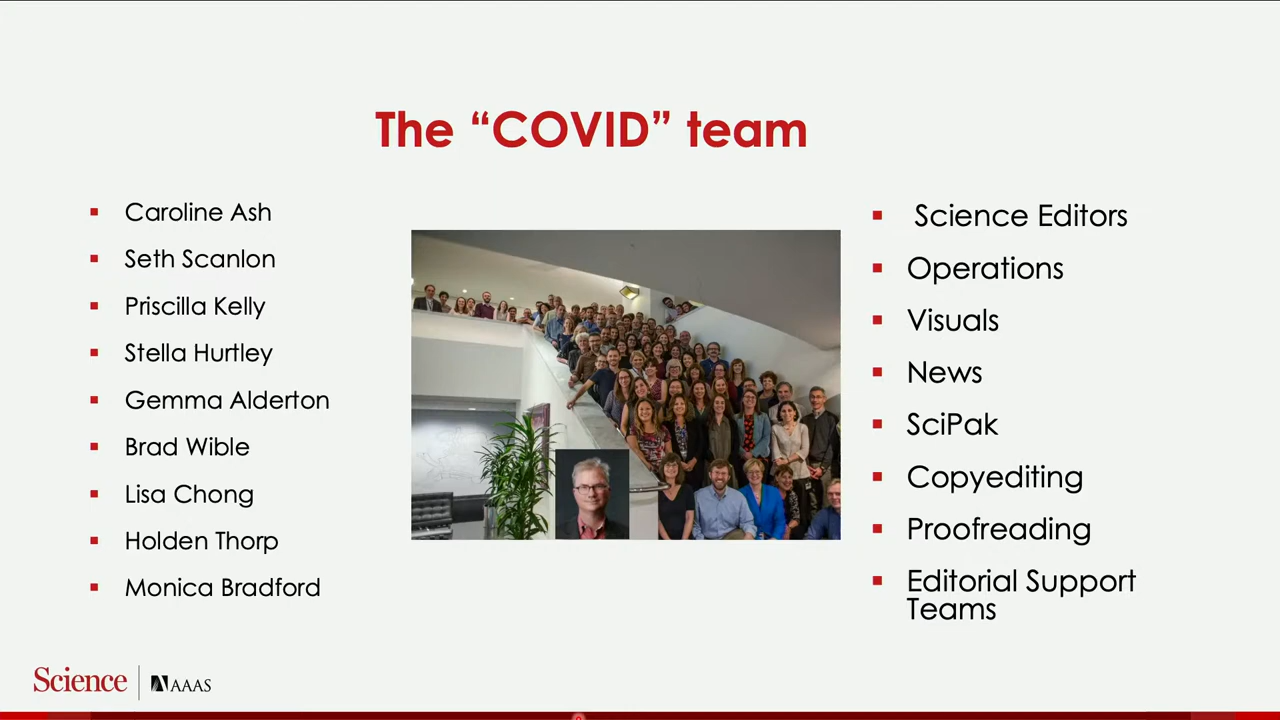 The “COVID” team
Caroline Ash
Seth Scanlon
Priscilla Kelly
Stella Hurtley
Gemma Alderton
Brad Wible
Lisa Chong
Holden Thorp
Monica Bradford
Science Editors
Operations
Visuals
News
SciPak
Copyediting
Proofreading
Editorial Support
Teams
Science
AAAS